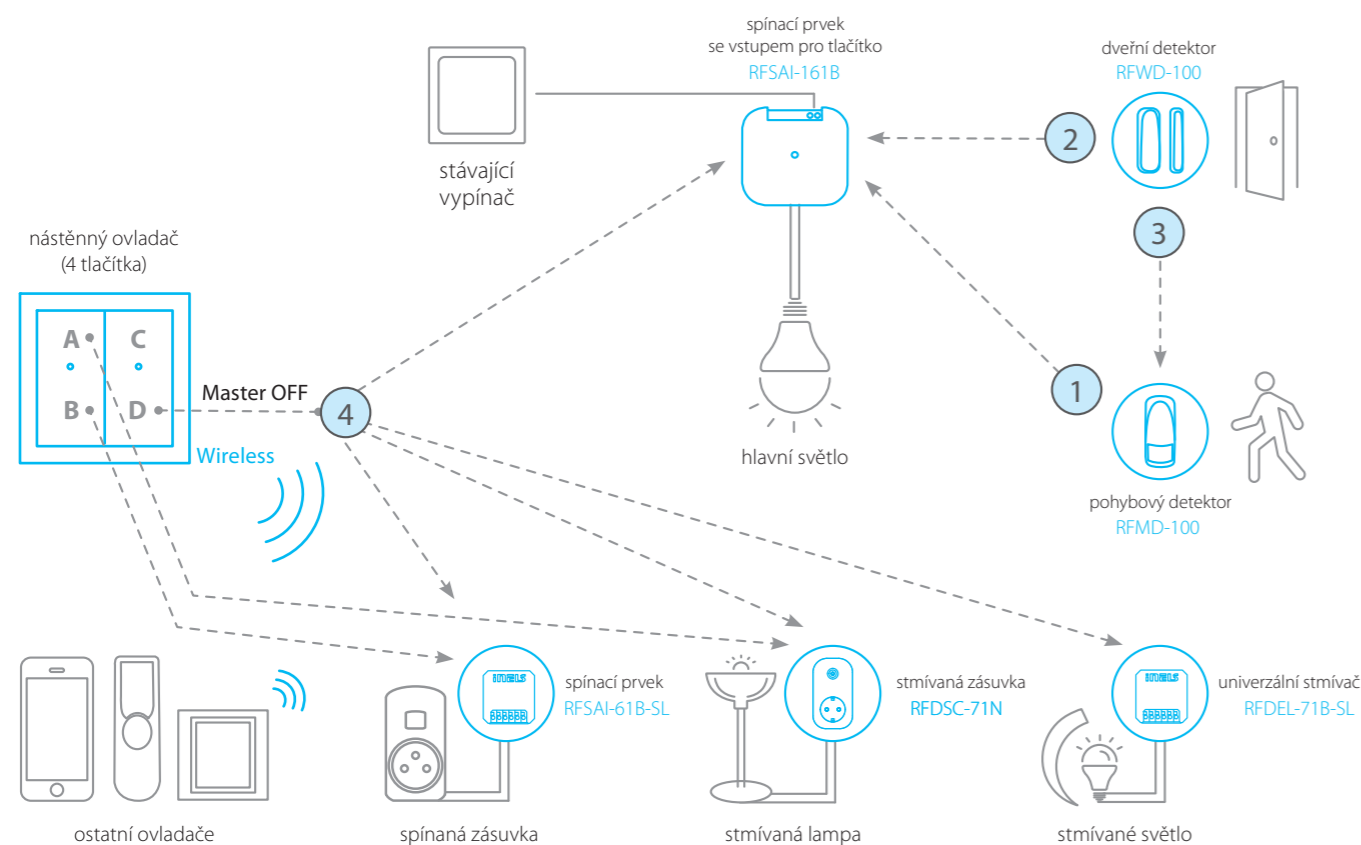 spínací prvek
se vstupem pro tlačítko
RFSAI-161B
dveřní detektor
RFWD-100
2
stávající
vypínač
3
nástěnný ovladač
(4 tlačítka)
A
C
B
D
Master OFF
4
1
Wireless
hlavní světlo
pohybový detektor
RFMD-100
inels
spínací prvek
RFSAI-61B-SL
stmívaná zásuvka
RFDSC-71N
inels
univerzální stmívač
RFDEL-71B-SL
ostatní ovladače
spínaná zásuvka
stmívaná lampa
stmívané světlo